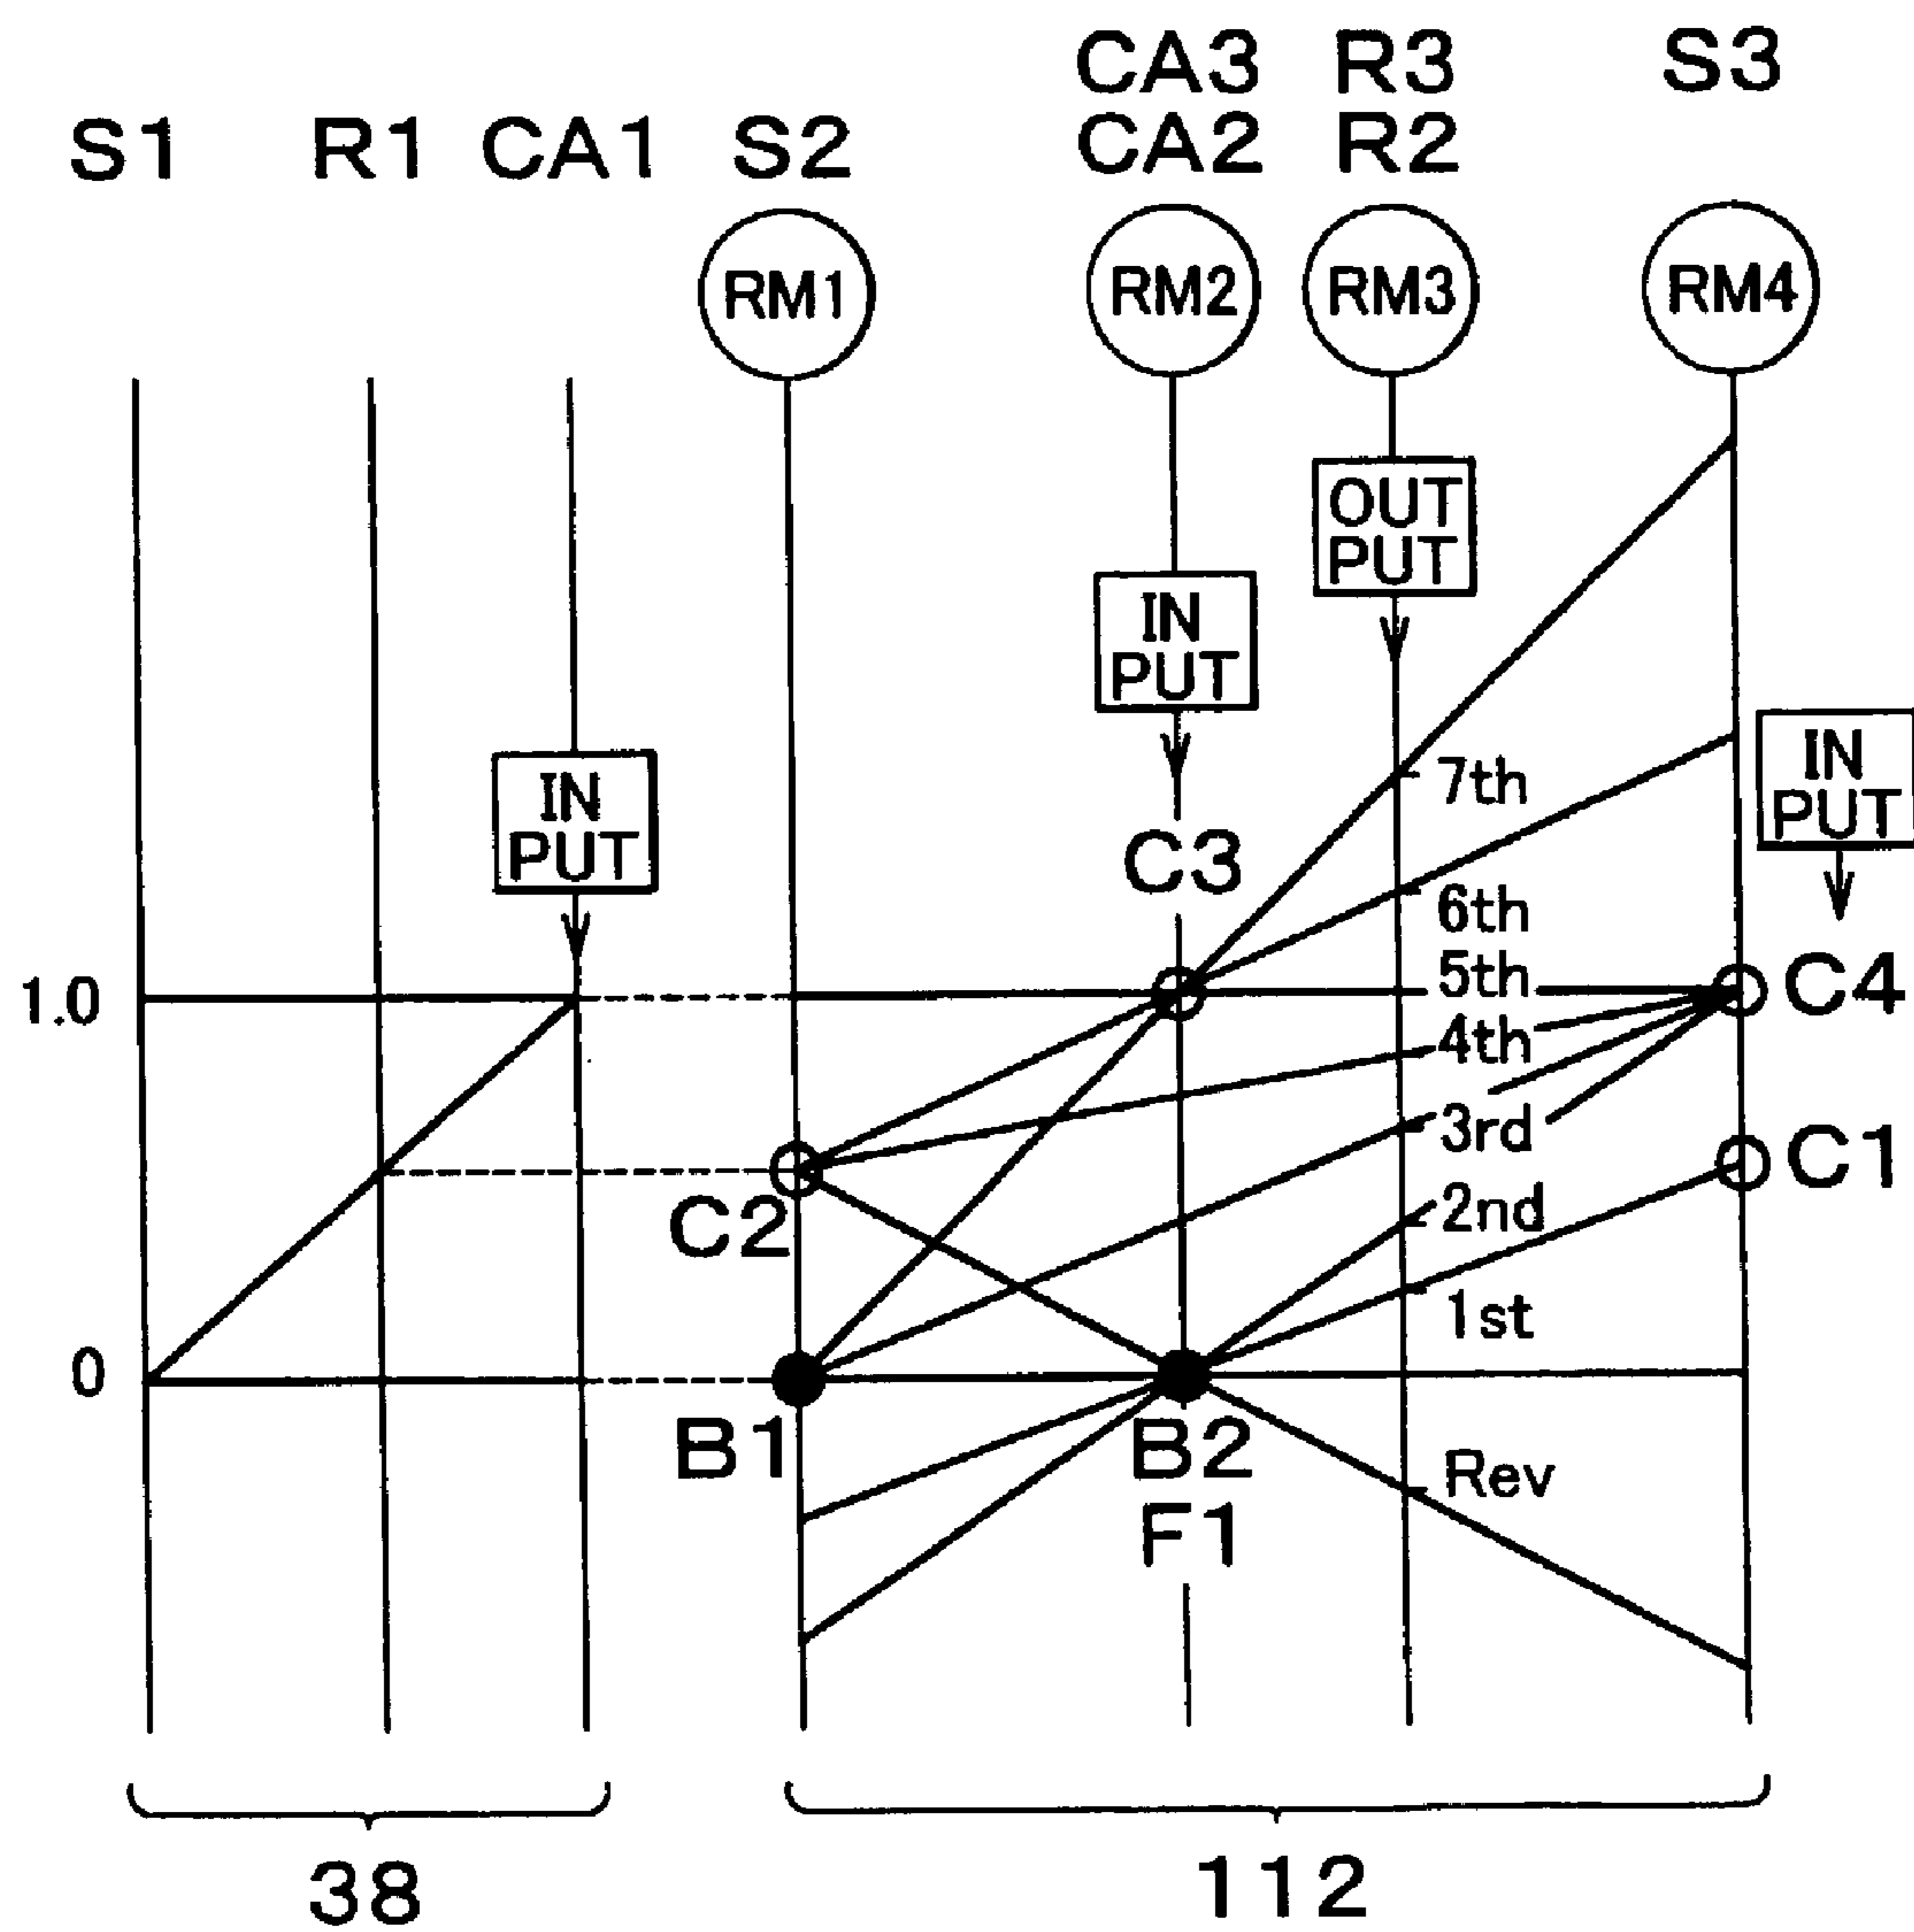 CA3 R3 S3
S1 R1 CA1 S2 CA2 R2
RM1 RM2 RM3 RM4
OUT
PUT
IN
PUT
IN
PUT
IN
PUT
7th
C3
6th
5th
1.0
C4
4th
3rd
C1
2nd
C2
1st
0
B1
B2
Rev
F1
38
112